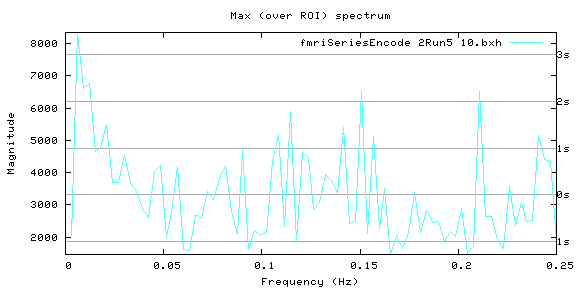 Max (over ROI) spectrum
fmriSeriesEncode 2Run5 10.bxh
8000
7000
6000
5000
4000
3000
2000
3s
2s
1s
0s
1s
Magnitude
0 0.05 0.1 0.15 0.2 0.25
Frequency (Hz)